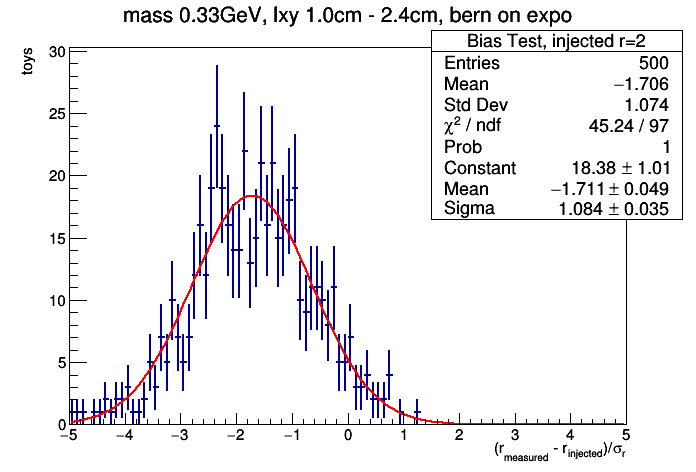 mass 0.33GeV, lxy 1.0cm - 2.4cm, bern on expo
toys
30
25
20
15
10
5
0
Bias Test, injected r=2
Entries 500
Mean −1.706
Std Dev 1.074
χ² / ndf 45.24 / 97
Prob 1
Constant 18.38 ± 1.01
Mean −1.711 ± 0.049
Sigma 1.084 ± 0.035
−5 −4 −3 −2 −1 0 1 2 3 4 5
(r_measured - r_injected)/σ_r